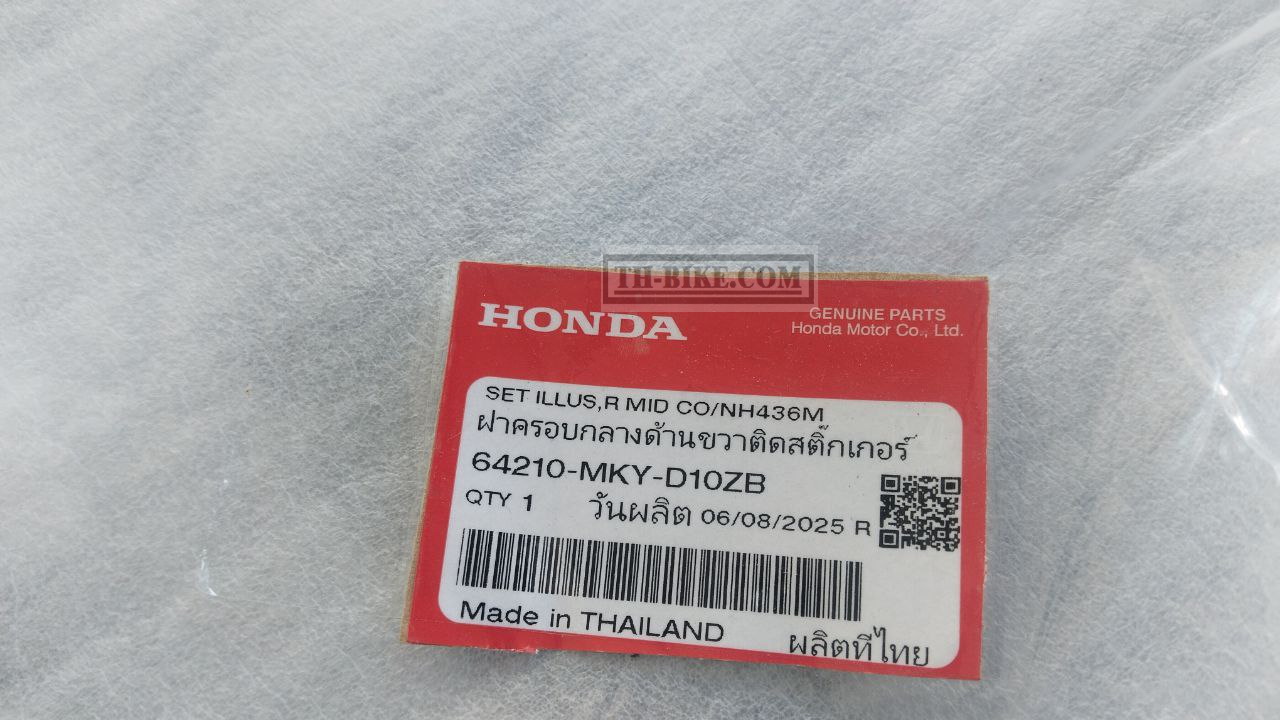 TH-BIKE.COM
HONDA
GENUINE PARTS
Honda Motor Co., Ltd.
SET ILLUS,R MID CO/NH436M
ฝาครอบกลางด้านขวาติดสติ๊กเกอร์
64210-MKY-D10ZB
QTY 1 วันผลิต 06/08/2025 R
Made in THAILAND
ผลิตที่ไทย